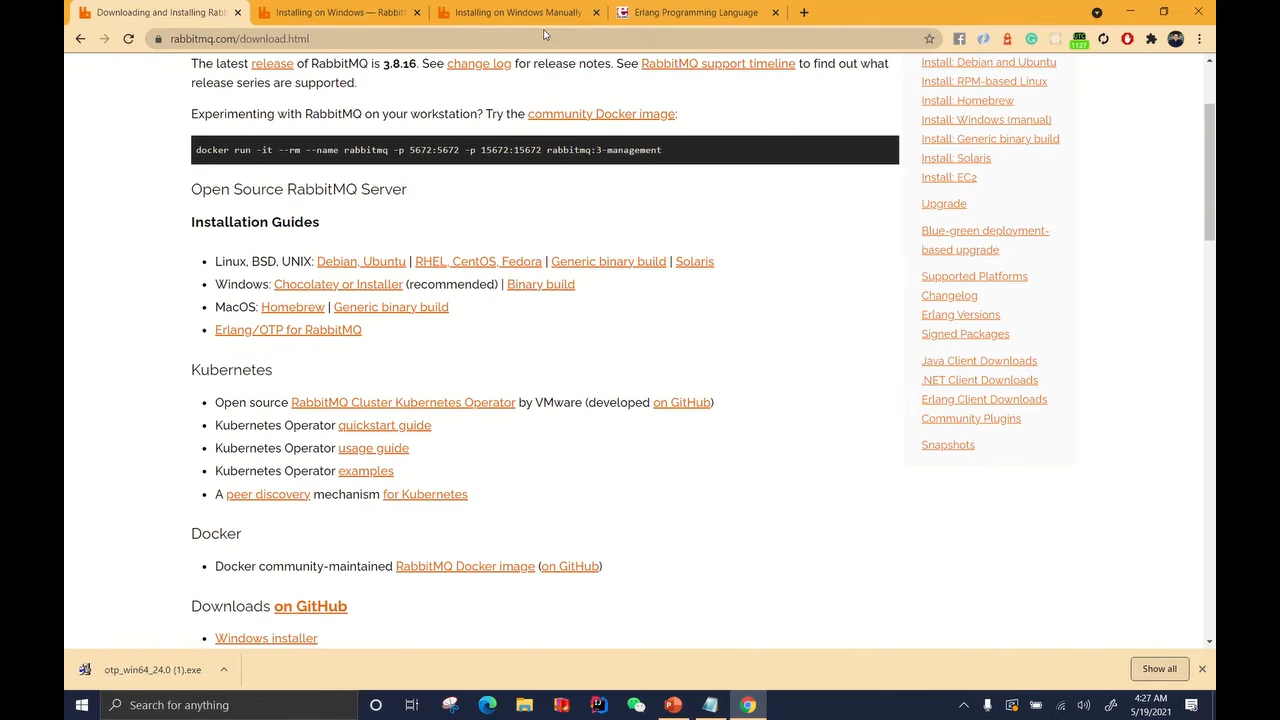 Downloading and Installing Rabb
Installing on Windows — RabbitM
Installing on Windows Manually
Erlang Programming Language
rabbitmq.com/download.html
1127
The latest release of RabbitMQ is 3.8.16. See change log for release notes. See RabbitMQ support timeline to find out what
release series are supported.
Experimenting with RabbitMQ on your workstation? Try the community Docker image:
docker run -it --rm --name rabbitmq -p 5672:5672 -p 15672:15672 rabbitmq:3-management
Open Source RabbitMQ Server
Installation Guides
• Linux, BSD, UNIX: Debian, Ubuntu | RHEL, CentOS, Fedora | Generic binary build | Solaris
• Windows: Chocolatey or Installer (recommended) | Binary build
• MacOS: Homebrew | Generic binary build
• Erlang/OTP for RabbitMQ
Kubernetes
• Open source RabbitMQ Cluster Kubernetes Operator by VMware (developed on GitHub)
• Kubernetes Operator quickstart guide
• Kubernetes Operator usage guide
• Kubernetes Operator examples
• A peer discovery mechanism for Kubernetes
Docker
• Docker community-maintained RabbitMQ Docker image (on GitHub)
Downloads on GitHub
• Windows installer
Install: Debian and Ubuntu
Install: RPM-based Linux
Install: Homebrew
Install: Windows (manual)
Install: Generic binary build
Install: Solaris
Install: EC2
Upgrade
Blue-green deployment-
based upgrade
Supported Platforms
Changelog
Erlang Versions
Signed Packages
Java Client Downloads
.NET Client Downloads
Erlang Client Downloads
Community Plugins
Snapshots
otp_win64_24.0 (1).exe
Show all
Search for anything
4:27 AM
5/19/2021